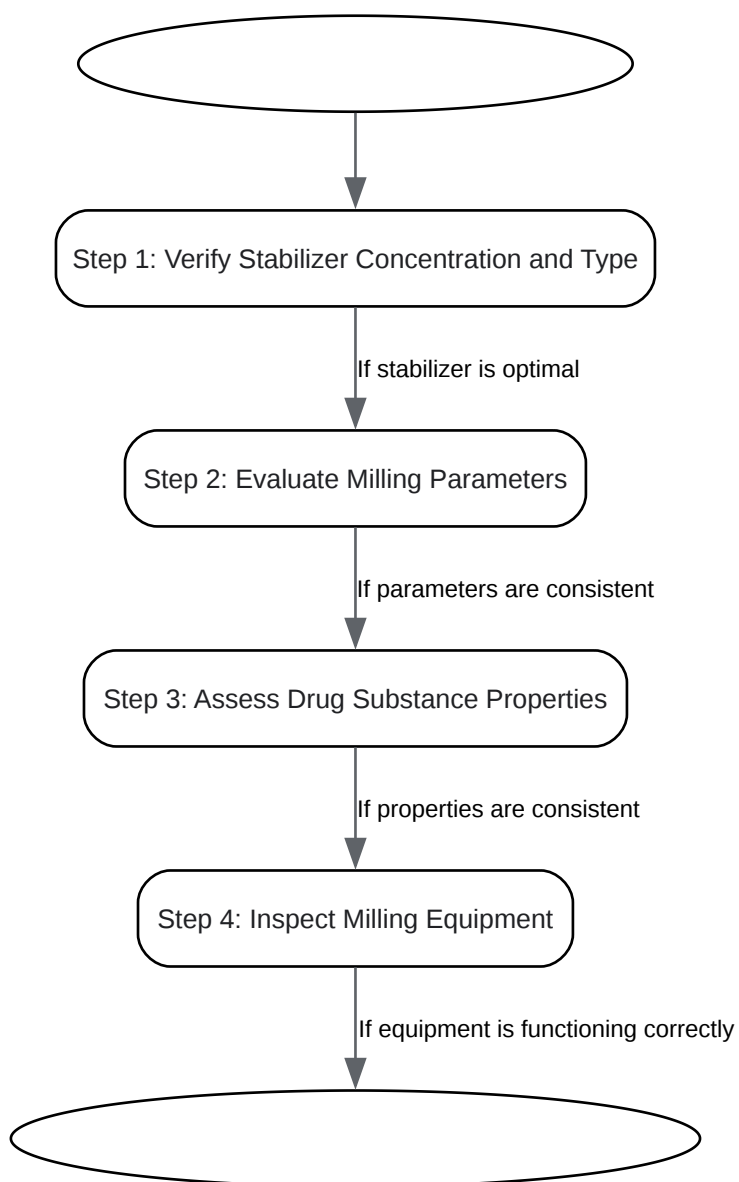 Step 1: Verify Stabilizer Concentration and Type
If stabilizer is optimal
Step 2: Evaluate Milling Parameters
If parameters are consistent
Step 3: Assess Drug Substance Properties
If properties are consistent
Step 4: Inspect Milling Equipment
If equipment is functioning correctly